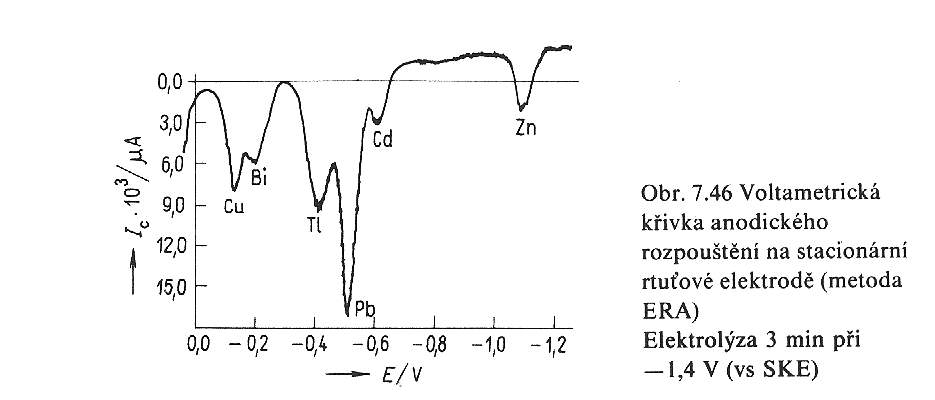 0,0
3,0
6,0
9,0
12,0
15,0
I_c · 10³/µA
Cu
Bi
Tl
Pb
Cd
Zn
0,0 −0,2 −0,4 −0,6 −0,8 −1,0 −1,2
E/V
Obr. 7.46 Voltametrická
křivka anodického
rozpouštění na stacionární
rtuťové elektrodě (metoda
ERA)
Elektrolýza 3 min při
—1,4 V (vs SKE)